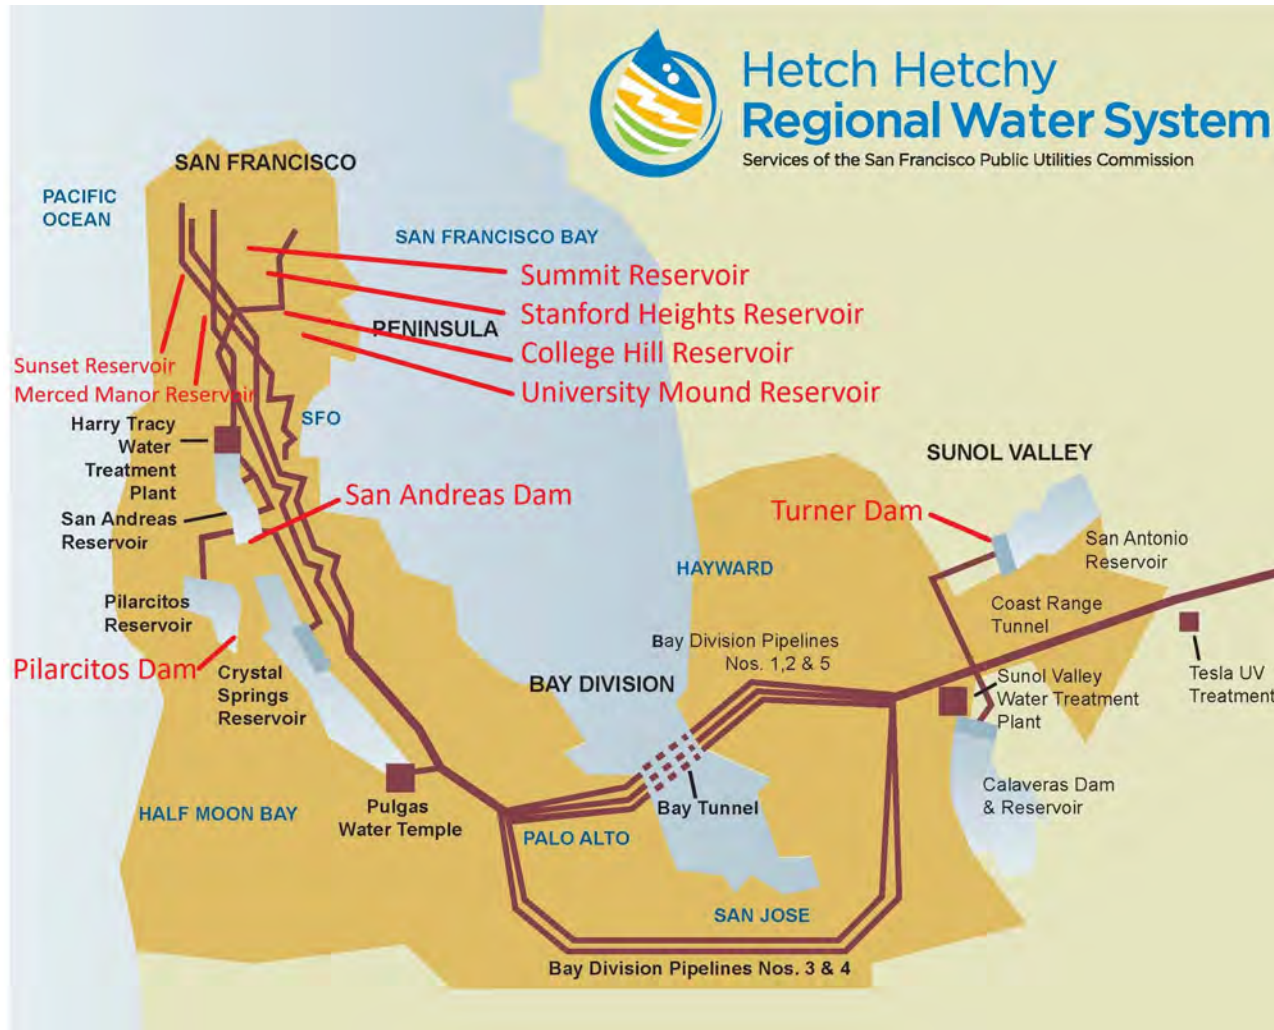 Hetch Hetchy
Regional Water System
Services of the San Francisco Public Utilities Commission
SAN FRANCISCO
PACIFIC
OCEAN
SAN FRANCISCO BAY
Summit Reservoir
Stanford Heights Reservoir
PENINSULA
College Hill Reservoir
University Mound Reservoir
Sunset Reservoir
Merced Manor Reservoir
SFO
Harry Tracy
Water
Treatment
Plant
San Andreas Dam
San Andreas
Reservoir
SUNOL VALLEY
Turner Dam
San Antonio
Reservoir
HAYWARD
Coast Range
Tunnel
Pilarcitos
Reservoir
Pilarcitos Dam
Crystal
Springs
Reservoir
Bay Division Pipelines
Nos. 1,2 & 5
BAY DIVISION
Sunol Valley
Water Treatment
Plant
Tesla UV
Treatment
Calaveras Dam
& Reservoir
Bay Tunnel
Pulgas
Water Temple
HALF MOON BAY
PALO ALTO
SAN JOSE
Bay Division Pipelines Nos. 3 & 4